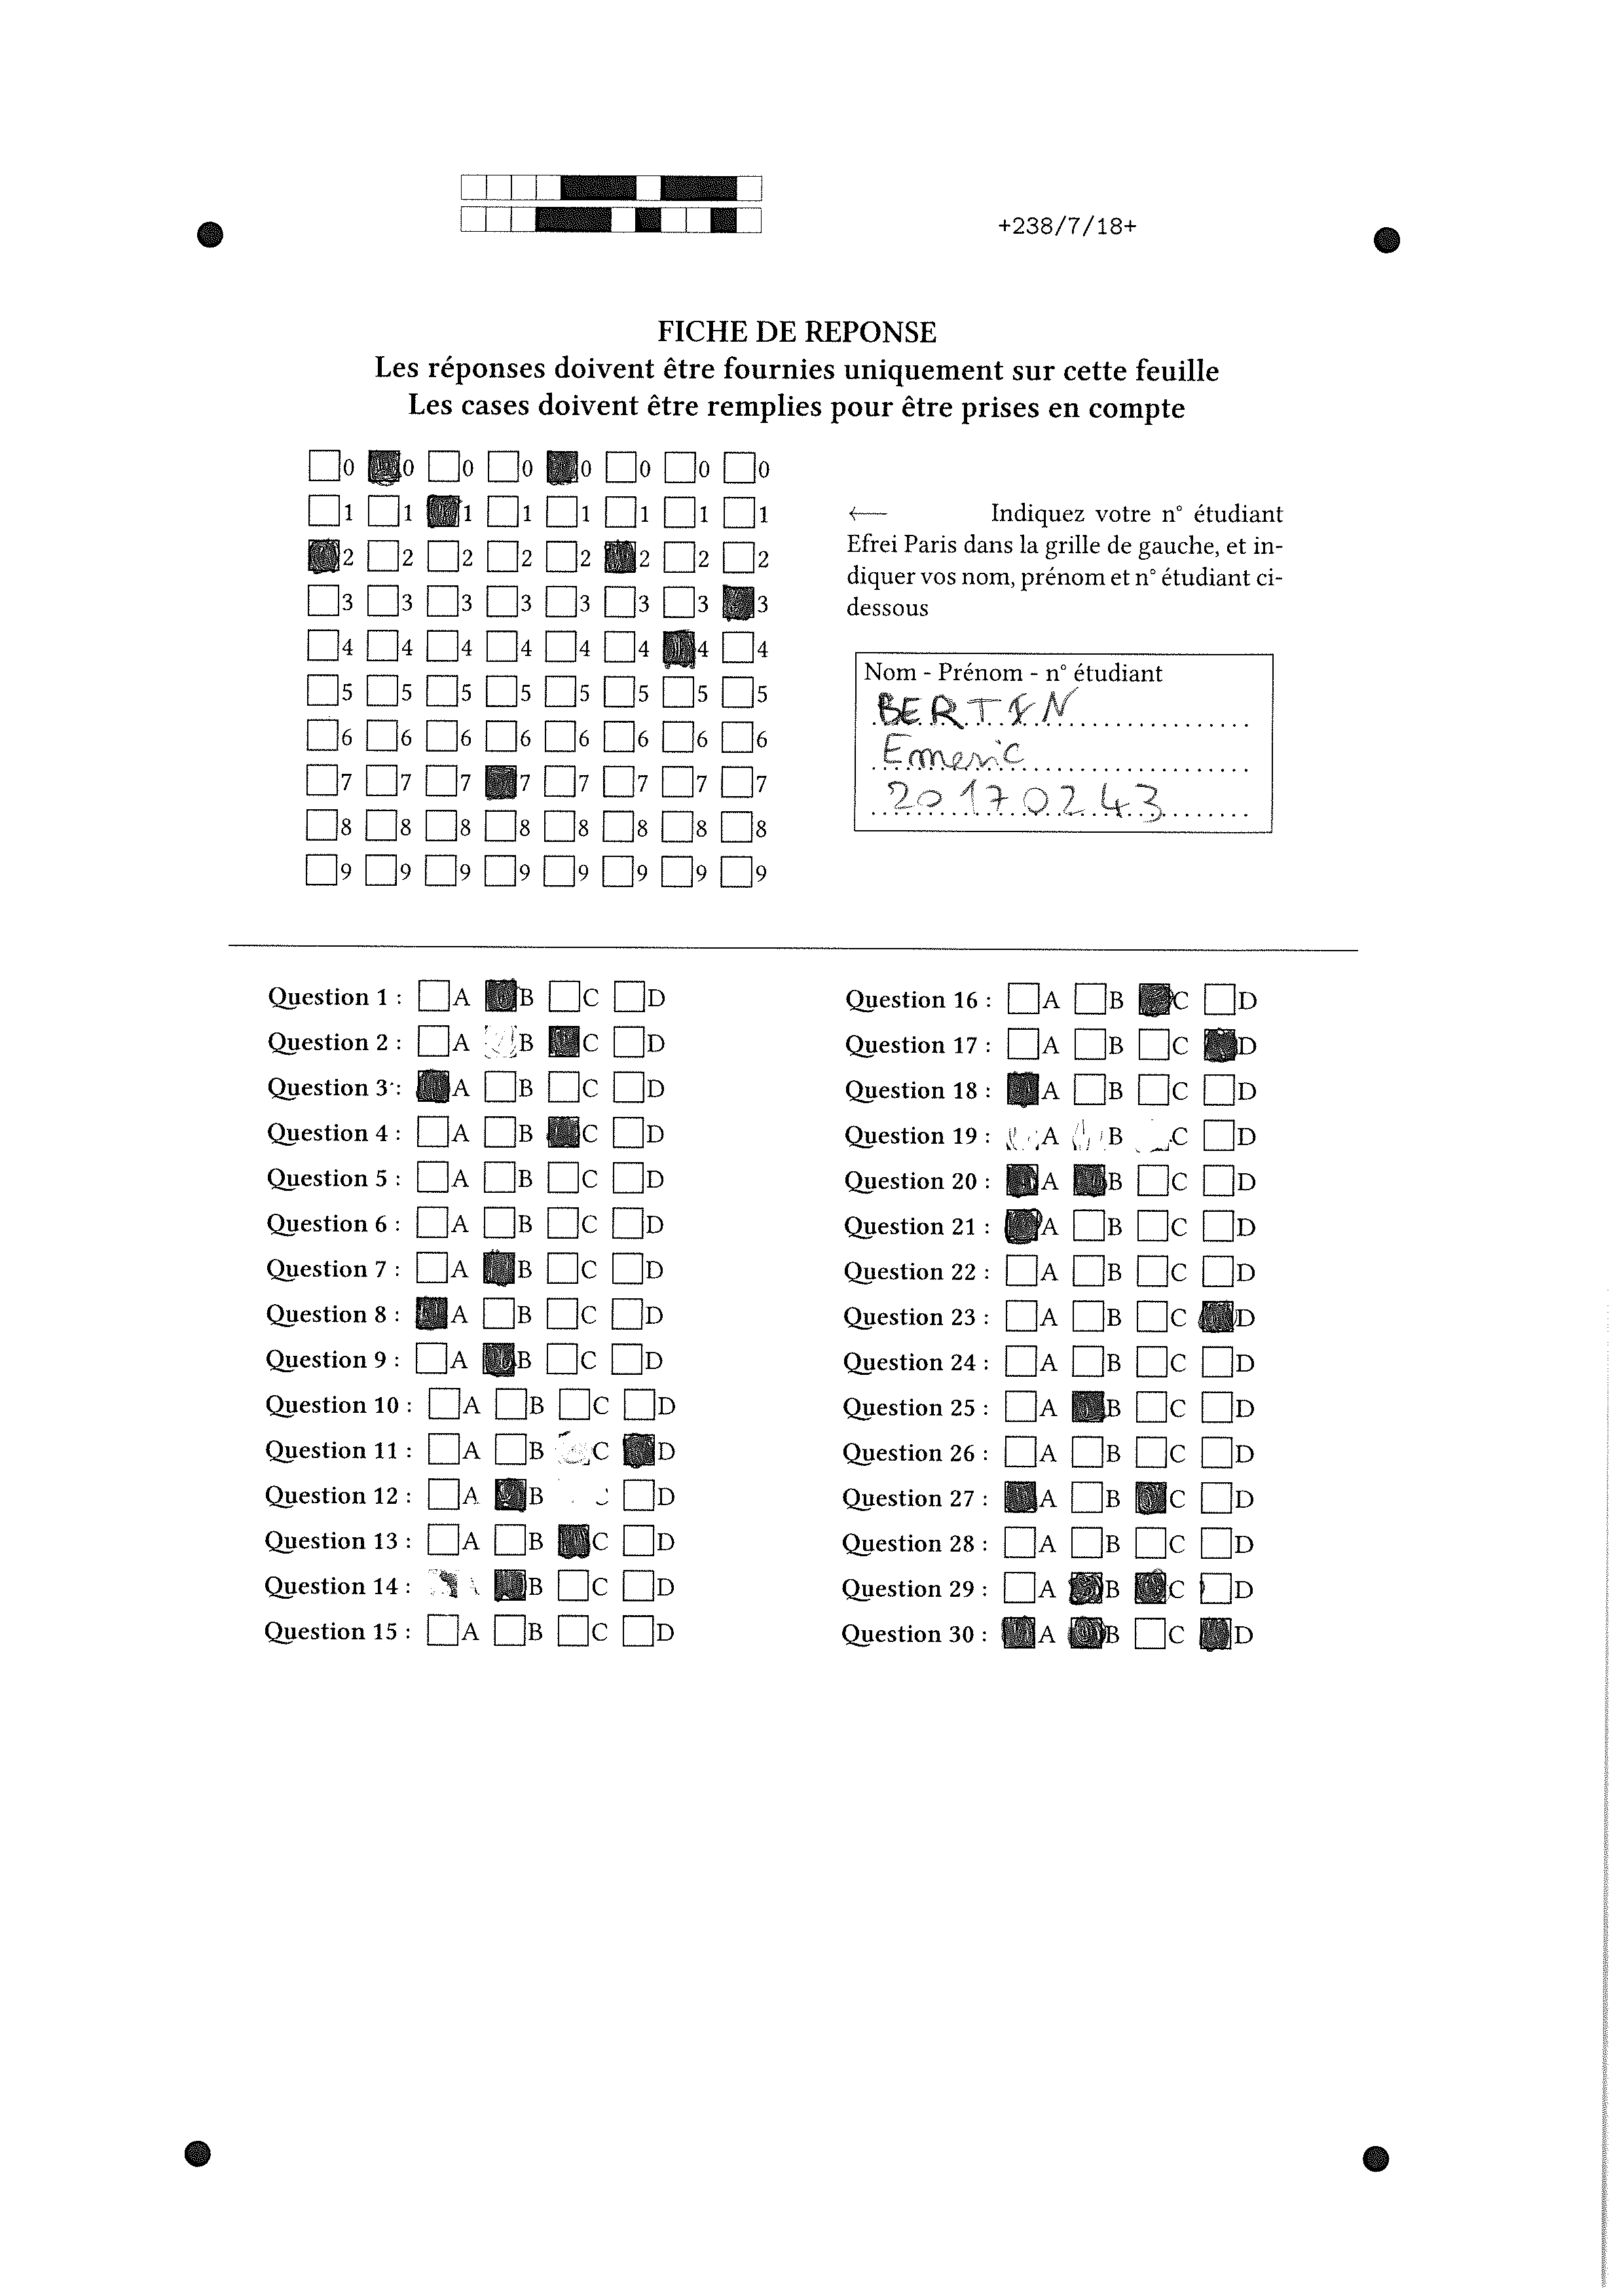 +238/7/18+
FICHE DE REPONSE
Les réponses doivent être fournies uniquement sur cette feuille
Les cases doivent être remplies pour être prises en compte
0 0 0 0 0 0 0 0
1 1 1 1 1 1 1 1
2 2 2 2 2 2 2 2
3 3 3 3 3 3 3 3
4 4 4 4 4 4 4 4
5 5 5 5 5 5 5 5
6 6 6 6 6 6 6 6
7 7 7 7 7 7 7 7
8 8 8 8 8 8 8 8
9 9 9 9 9 9 9 9
← Indiquez votre n° étudiant
Efrei Paris dans la grille de gauche, et in-
diquer vos nom, prénom et n° étudiant ci-
dessous
Nom - Prénom - n° étudiant
BERTIN
Emeric
20170243
Question 1 : A B C D
Question 2 : A B C D
Question 3 : A B C D
Question 4 : A B C D
Question 5 : A B C D
Question 6 : A B C D
Question 7 : A B C D
Question 8 : A B C D
Question 9 : A B C D
Question 10 : A B C D
Question 11 : A B C D
Question 12 : A B D
Question 13 : A B C D
Question 14 : B C D
Question 15 : A B C D
Question 16 : A B C D
Question 17 : A B C D
Question 18 : A B C D
Question 19 : A B C D
Question 20 : A B C D
Question 21 : A B C D
Question 22 : A B C D
Question 23 : A B C D
Question 24 : A B C D
Question 25 : A B C D
Question 26 : A B C D
Question 27 : A B C D
Question 28 : A B C D
Question 29 : A B C D
Question 30 : A B C D